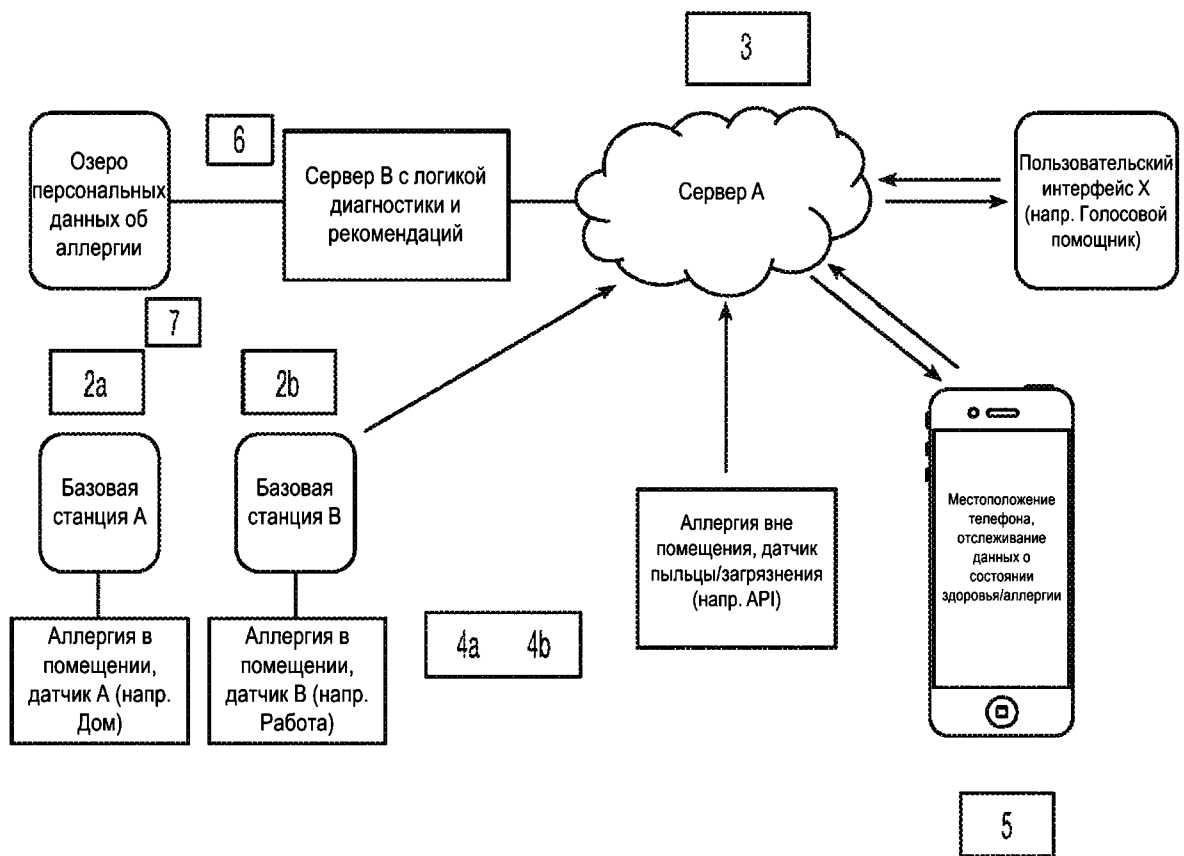 3
6
Озеро
персональных
данных об
аллергии
Сервер B с логикой
диагностики и
рекомендаций
Сервер A
Пользовательский
интерфейс X
(напр. Голосовой
помощник)
7
2a
2b
Базовая
станция A
Базовая
станция B
Аллергия вне
помещения, датчик
пыльцы/загрязнения
(напр. API)
Местоположение
телефона,
отслеживание
данных о
состоянии
здоровья/аллергии
Аллергия в
помещении,
датчик A (напр.
Дом)
Аллергия в
помещении,
датчик B (напр.
Работа)
4a 4b
5